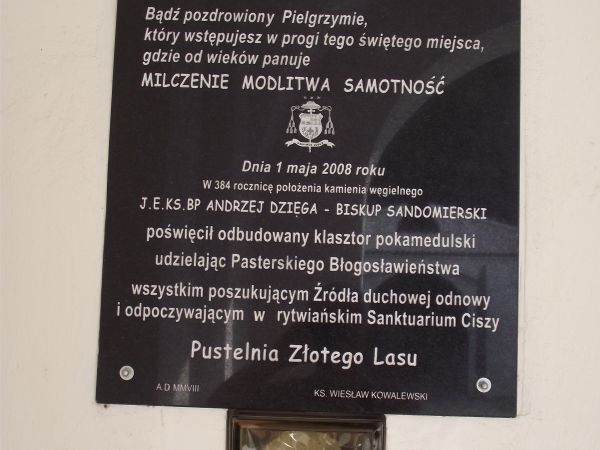 Bądź pozdrowiony Pielgrzymie,
który wstępujesz w progi tego świętego miejsca,
gdzie od wieków panuje
MILCZENIE MODLITWA SAMOTNOŚĆ
Dnia 1 maja 2008 roku
W 384 rocznicę położenia kamienia węgielnego
J.E.KS.BP ANDRZEJ DZIĘGA - BISKUP SANDOMIERSKI
poświęcił odbudowany klasztor pokamedulski
udzielając Pasterskiego Błogosławieństwa
wszystkim poszukującym Źródła duchowej odnowy
i odpoczywającym w rytwiańskim Sanktuarium Ciszy
Pustelnia Złotego Lasu
A.D MMVIII KS. WIESŁAW KOWALEWSKI